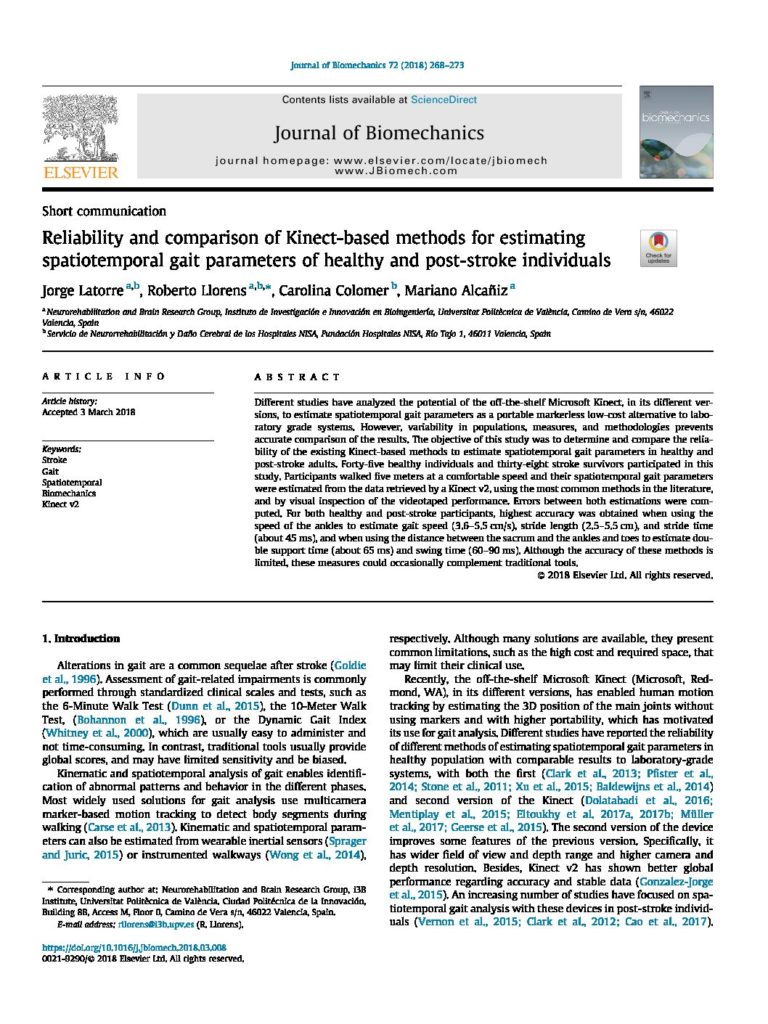 Journal of Biomechanics 72 (2018) 268–273
Contents lists available at ScienceDirect
Journal of Biomechanics
journal homepage: www.elsevier.com/locate/jbiomech
www.JBiomech.com
ELSEVIER
biomechanics
Short communication
Reliability and comparison of Kinect-based methods for estimating
spatiotemporal gait parameters of healthy and post-stroke individuals
Check for
updates
Jorge Latorre a,b, Roberto Llorens a,b,*, Carolina Colomer b, Mariano Alcañiz a
a Neurorehabilitation and Brain Research Group, Instituto de Investigación e Innovación en Bioingeniería, Universitat Politècnica de València, Camino de Vera s/n, 46022
Valencia, Spain
b Servicio de Neurorrehabilitación y Daño Cerebral de los Hospitales NISA, Fundación Hospitales NISA, Río Tajo 1, 46011 Valencia, Spain
ARTICLE INFO
Article history:
Accepted 3 March 2018
Keywords:
Stroke
Gait
Spatiotemporal
Biomechanics
Kinect v2
ABSTRACT
Different studies have analyzed the potential of the off-the-shelf Microsoft Kinect, in its different ver-
sions, to estimate spatiotemporal gait parameters as a portable markerless low-cost alternative to labo-
ratory grade systems. However, variability in populations, measures, and methodologies prevents
accurate comparison of the results. The objective of this study was to determine and compare the relia-
bility of the existing Kinect-based methods to estimate spatiotemporal gait parameters in healthy and
post-stroke adults. Forty-five healthy individuals and thirty-eight stroke survivors participated in this
study. Participants walked five meters at a comfortable speed and their spatiotemporal gait parameters
were estimated from the data retrieved by a Kinect v2, using the most common methods in the literature,
and by visual inspection of the videotaped performance. Errors between both estimations were com-
puted. For both healthy and post-stroke participants, highest accuracy was obtained when using the
speed of the ankles to estimate gait speed (3.6–5.5 cm/s), stride length (2.5–5.5 cm), and stride time
(about 45 ms), and when using the distance between the sacrum and the ankles and toes to estimate dou-
ble support time (about 65 ms) and swing time (60–90 ms). Although the accuracy of these methods is
limited, these measures could occasionally complement traditional tools.
© 2018 Elsevier Ltd. All rights reserved.
1. Introduction
Alterations in gait are a common sequelae after stroke (Goldie
et al., 1996). Assessment of gait-related impairments is commonly
performed through standardized clinical scales and tests, such as
the 6-Minute Walk Test (Dunn et al., 2015), the 10-Meter Walk
Test, (Bohannon et al., 1996), or the Dynamic Gait Index
(Whitney et al., 2000), which are usually easy to administer and
not time-consuming. In contrast, traditional tools usually provide
global scores, and may have limited sensitivity and be biased.
Kinematic and spatiotemporal analysis of gait enables identifi-
cation of abnormal patterns and behavior in the different phases.
Most widely used solutions for gait analysis use multicamera
marker-based motion tracking to detect body segments during
walking (Carse et al., 2013). Kinematic and spatiotemporal param-
eters can also be estimated from wearable inertial sensors (Sprager
and Juric, 2015) or instrumented walkways (Wong et al., 2014),
* Corresponding author at: Neurorehabilitation and Brain Research Group, i3B
Institute, Universitat Politècnica de València, Ciudad Politécnica de la Innovación,
Building 8B, Access M, Floor 0, Camino de Vera s/n, 46022 Valencia, Spain.
E-mail address: rllorens@i3b.upv.es (R. Llorens).
respectively. Although many solutions are available, they present
common limitations, such as the high cost and required space, that
may limit their clinical use.
Recently, the off-the-shelf Microsoft Kinect (Microsoft, Red-
mond, WA), in its different versions, has enabled human motion
tracking by estimating the 3D position of the main joints without
using markers and with higher portability, which has motivated
its use for gait analysis. Different studies have reported the reliability
of different methods of estimating spatiotemporal gait parameters in
healthy population with comparable results to laboratory-grade
systems, with both the first (Clark et al., 2013; Pfister et al.,
2014; Stone et al., 2011; Xu et al., 2015; Baldewijns et al., 2014)
and second version of the Kinect (Dolatabadi et al., 2016;
Mentiplay et al., 2015; Eltoukhy et al. 2017a, 2017b; Müller
et al., 2017; Geerse et al., 2015). The second version of the device
improves some features of the previous version. Specifically, it
has wider field of view and depth range and higher camera and
depth resolution. Besides, Kinect v2 has shown better global
performance regarding accuracy and stable data (Gonzalez-Jorge
et al., 2015). An increasing number of studies have focused on spa-
tiotemporal gait analysis with these devices in post-stroke individ-
uals (Vernon et al., 2015; Clark et al., 2012; Cao et al., 2017).
https://doi.org/10.1016/j.jbiomech.2018.03.008
0021-9290/© 2018 Elsevier Ltd. All rights reserved.